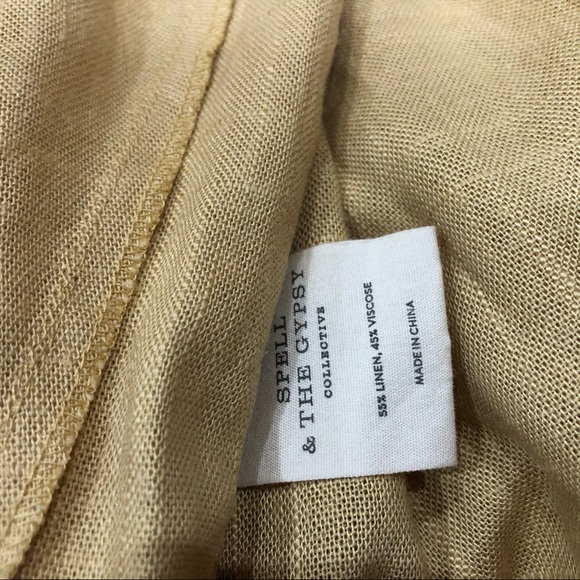 SPELL
& THE GYPSY
COLLECTIVE
55% LINEN, 45% VISCOSE
MADE IN CHINA